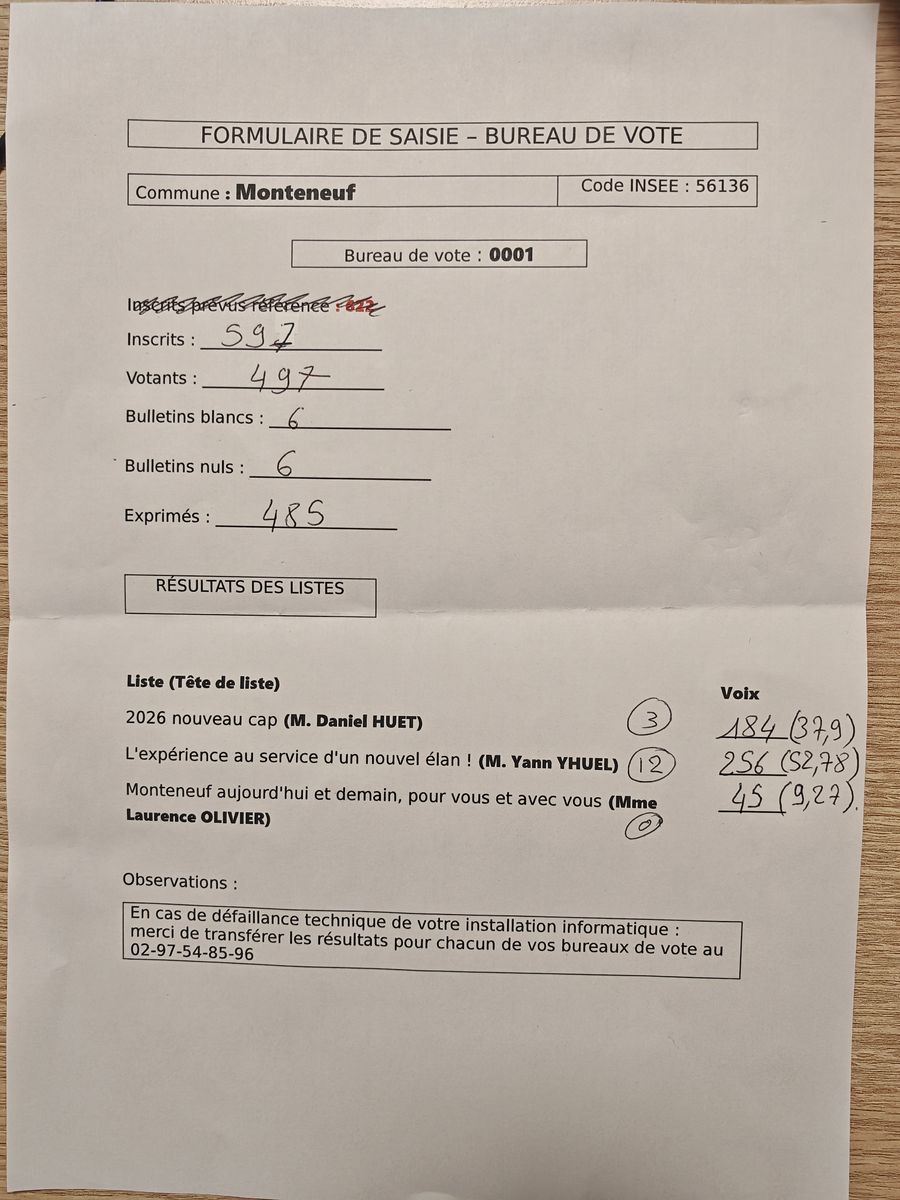 FORMULAIRE DE SAISIE – BUREAU DE VOTE
Commune : Monteneuf
Code INSEE : 56136
Bureau de vote : 0001
Inscrits prévus référence : 622
Inscrits : 597
Votants : 497
Bulletins blancs : 6
Bulletins nuls : 6
Exprimés : 485
RÉSULTATS DES LISTES
Liste (Tête de liste) Voix
2026 nouveau cap (M. Daniel HUET) 3 184 (37,9)
L'expérience au service d'un nouvel élan ! (M. Yann YHUEL) 12 256 (52,78)
Monteneuf aujourd'hui et demain, pour vous et avec vous (Mme 45 (9,27).
Laurence OLIVIER) 0
Observations :
En cas de défaillance technique de votre installation informatique :
merci de transférer les résultats pour chacun de vos bureaux de vote au
02-97-54-85-96